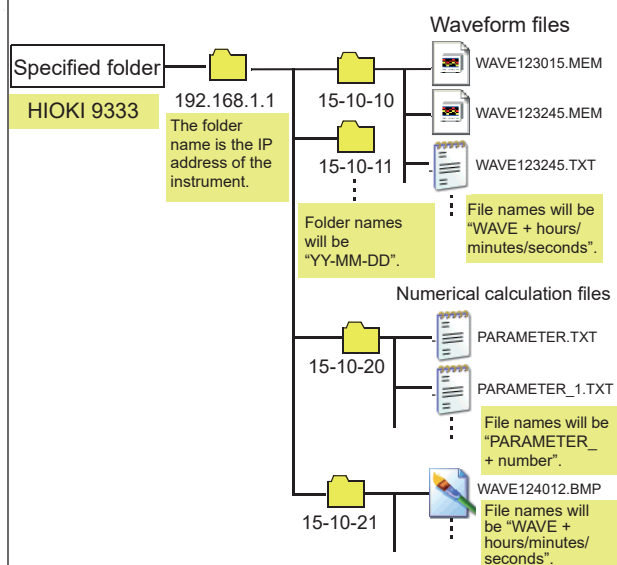 Waveform files
Specified folder
HIOKI 9333
192.168.1.1
The folder
name is the IP
address of the
instrument.
15-10-10
WAVE123015.MEM
WAVE123245.MEM
15-10-11
WAVE123245.TXT
Folder names
will be
“YY-MM-DD”.
File names will be
“WAVE + hours/
minutes/seconds”.
Numerical calculation files
15-10-20
PARAMETER.TXT
PARAMETER_1.TXT
File names will be
“PARAMETER_
+ number”.
15-10-21
WAVE124012.BMP
File names will
be “WAVE +
hours/minutes/
seconds”.